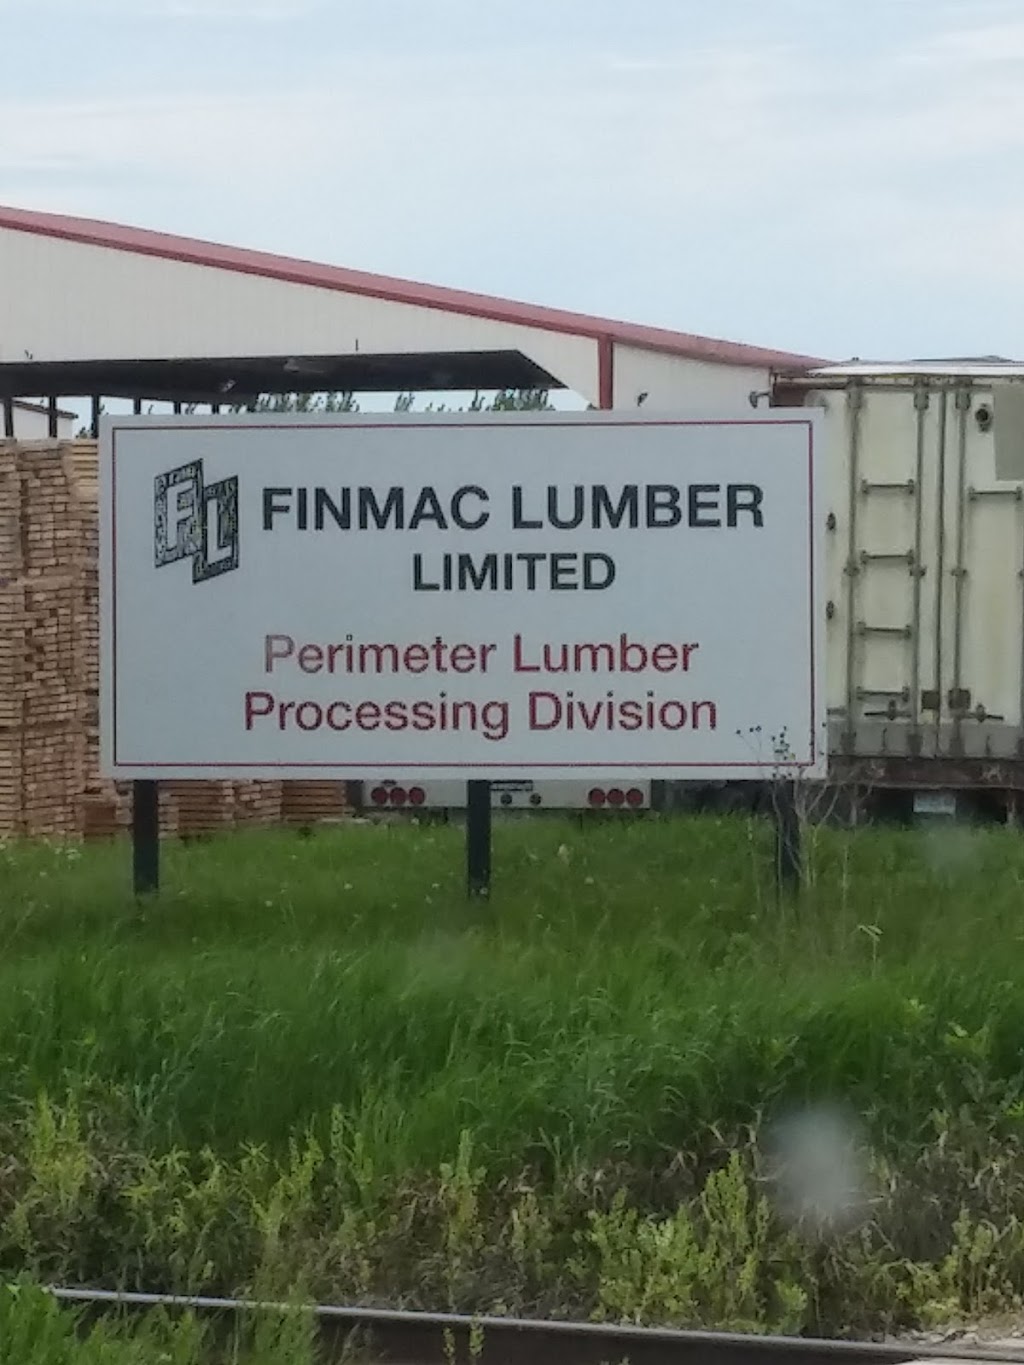 FL
FINMAC LUMBER
LIMITED
Perimeter Lumber
Processing Division